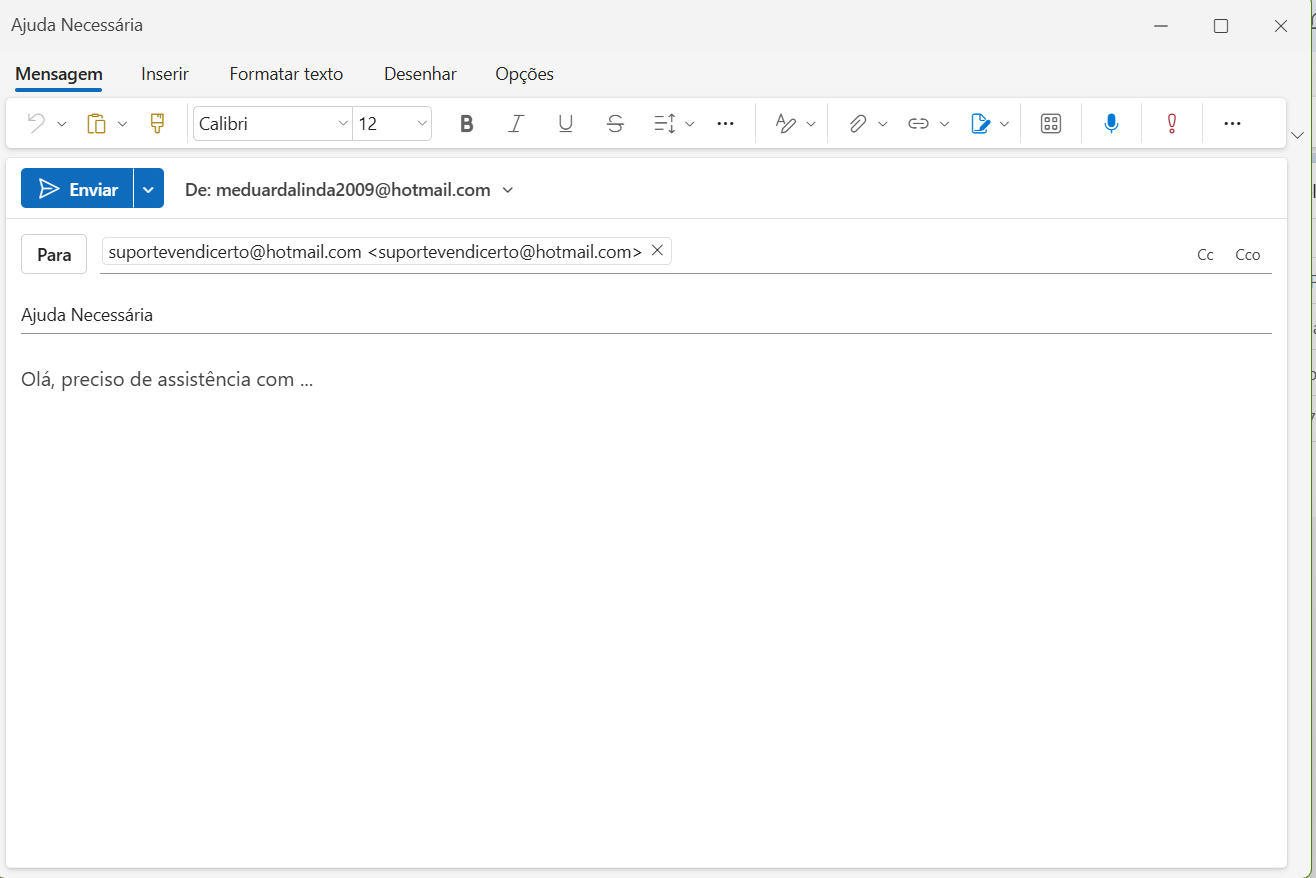 Ajuda Necessária
Mensagem Inserir Formatar texto Desenhar Opções
Calibri 12 B I U S
Enviar De: meduardalinda2009@hotmail.com
Para suportevendicerto@hotmail.com <suportevendicerto@hotmail.com> Cc Cco
Ajuda Necessária
Olá, preciso de assistência com ...